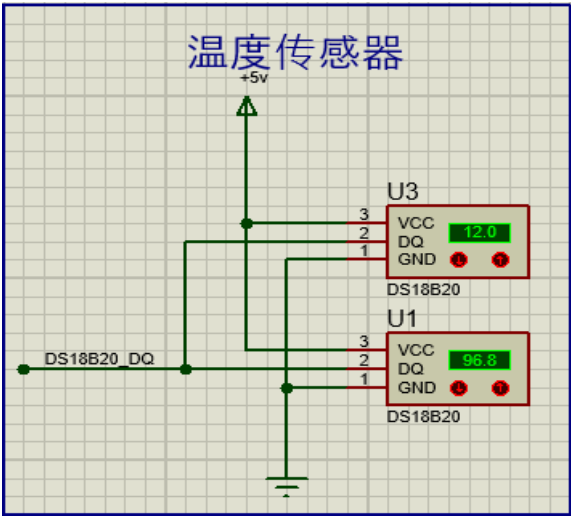 温度传感器
+5v
U3
3 VCC 12.0
2 DQ
1 GND
DS18B20
U1
3 VCC
DS18B20_DQ 2 DQ 96.8
1 GND
DS18B20